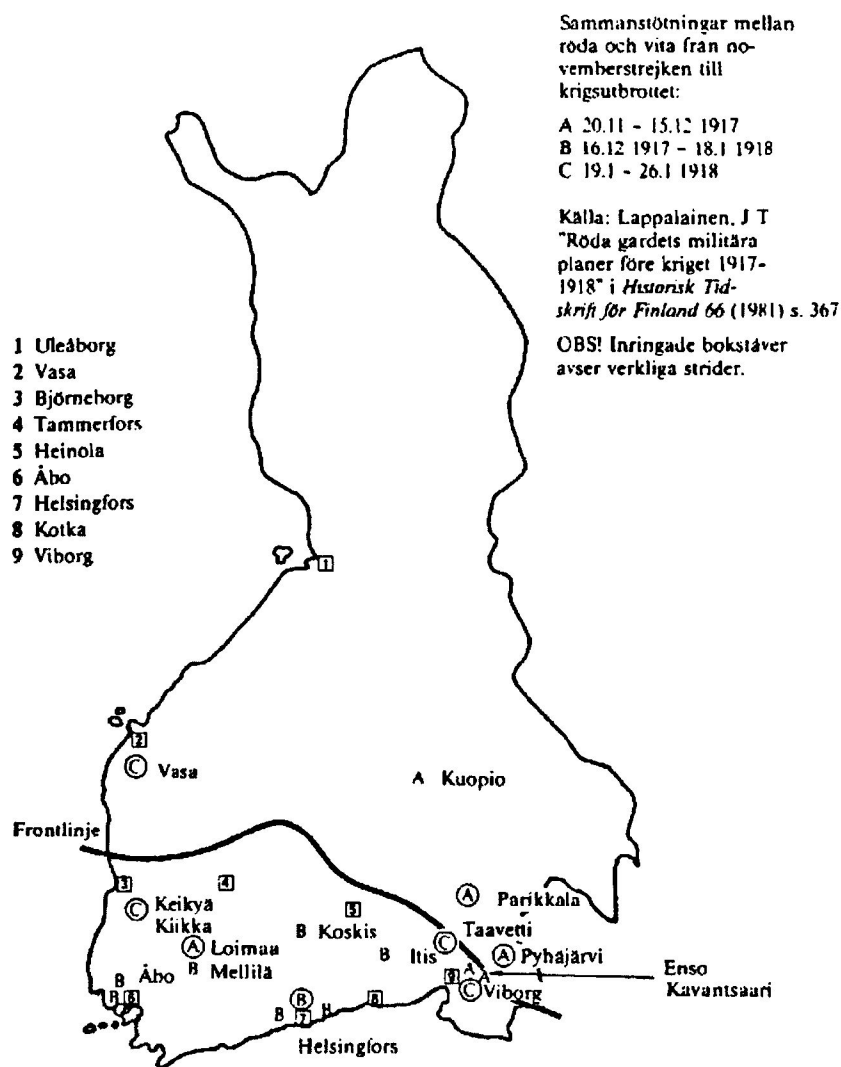 Sammanstötningar mellan
röda och vita från no-
vemberstrejken till
krigsutbrottet:
A 20.11 - 15.12 1917
B 16.12 1917 - 18.1 1918
C 19.1 - 26.1 1918
Källa: Lappalainen, J T
"Röda gardets militära
planer före kriget 1917-
1918" i Historisk Tid-
skrift för Finland 66 (1981) s. 367
OBS! Inringade bokstäver
avser verkliga strider.
1 Uleåborg
2 Vasa
3 Björneborg
4 Tammerfors
5 Heinola
6 Åbo
7 Helsingfors
8 Kotka
9 Viborg
1
2
C Vasa
A Kuopio
Frontlinje
3
4
A Parikkala
C Keikyä
Kiikka
5
B Koskis
Taavetti
C
Itis
B
A Loimaa
B Mellilä
A Pyhäjärvi
A
A
Enso
Kavantsaari
9
C Viborg
Åbo
B
B
6
B
8
B
B
7
Helsingfors